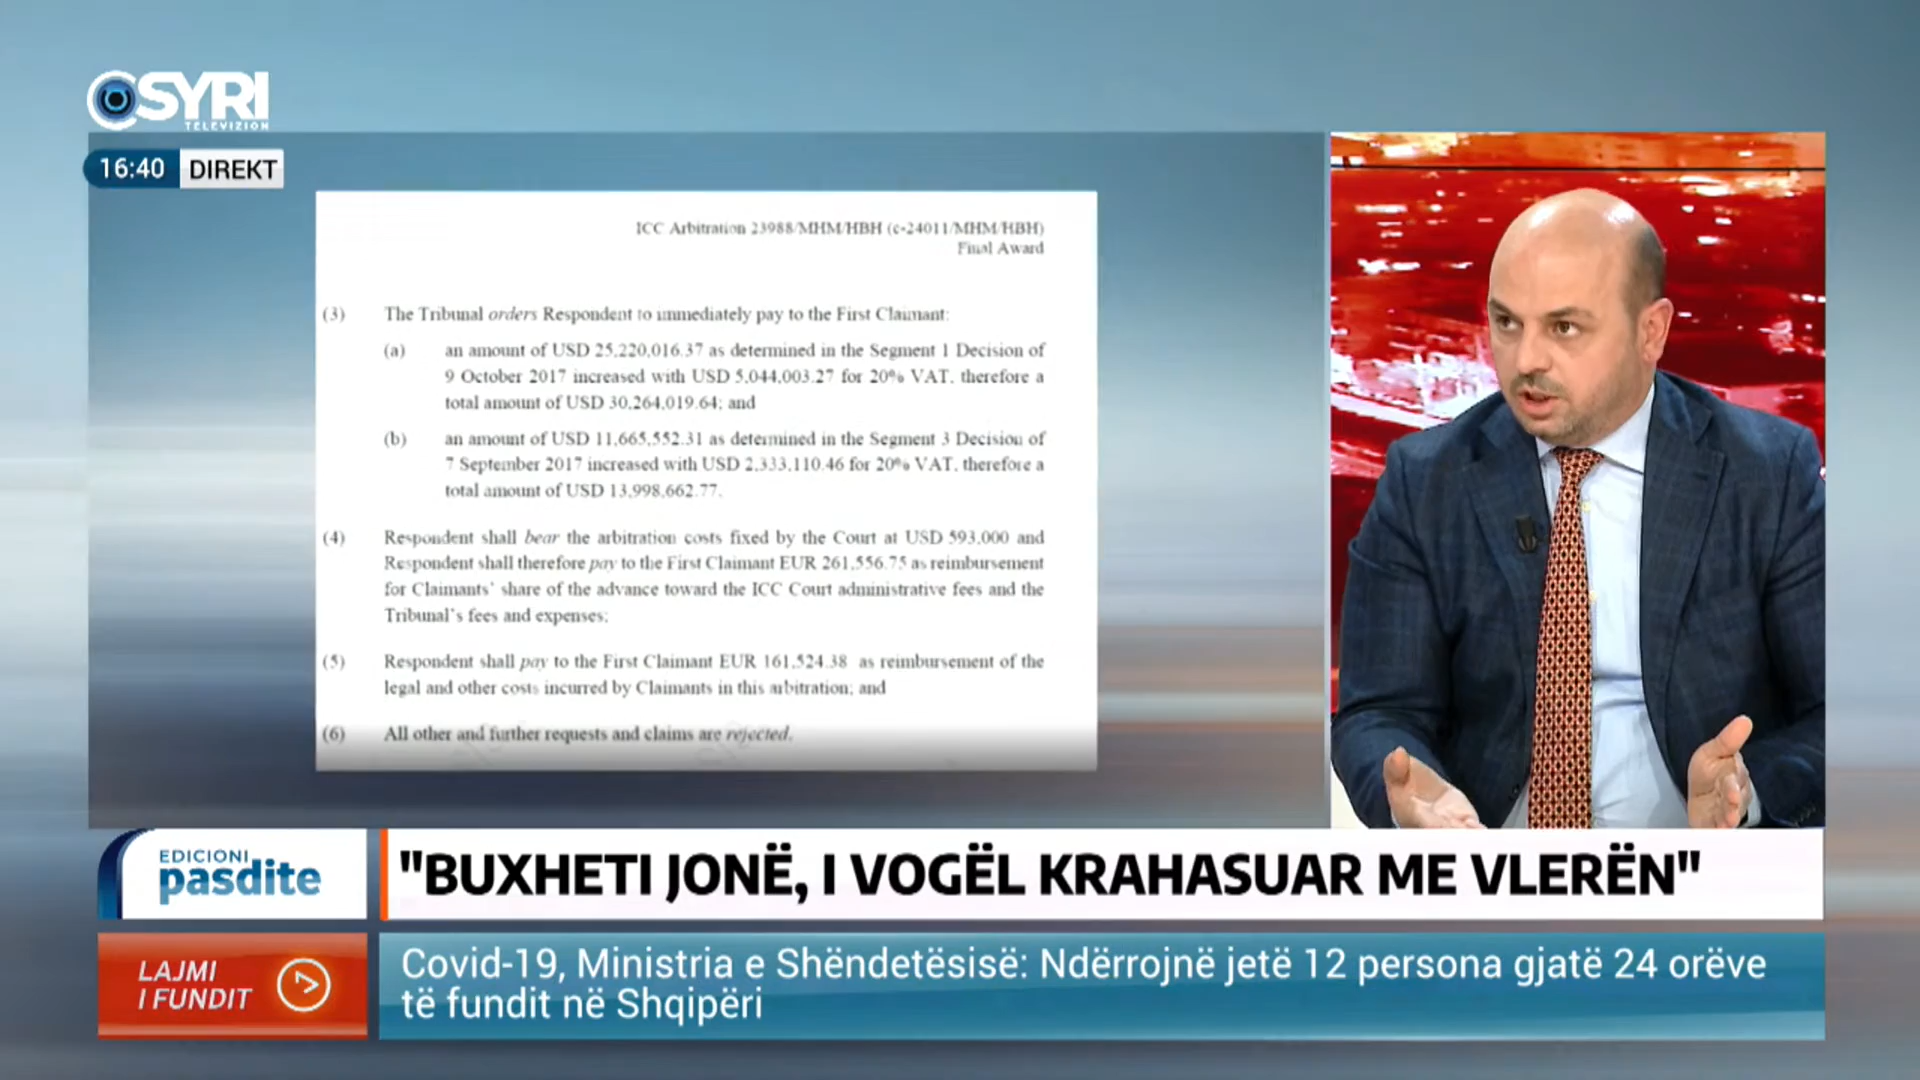 SYRI
TELEVIZION
16:40 DIREKT
ICC Arbitration 23988/MHM/HBH (c-24011/MHM/HBH)
Final Award
(3) The Tribunal orders Respondent to immediately pay to the First Claimant:
(a) an amount of USD 25,220,016.37 as determined in the Segment 1 Decision of
9 October 2017 increased with USD 5,044,003.27 for 20% VAT, therefore a
total amount of USD 30,264,019.64; and
(b) an amount of USD 11,665,552.31 as determined in the Segment 3 Decision of
7 September 2017 increased with USD 2,333,110.46 for 20% VAT, therefore a
total amount of USD 13,998,662.77.
(4) Respondent shall bear the arbitration costs fixed by the Court at USD 593,000 and
Respondent shall therefore pay to the First Claimant EUR 261,556.75 as reimbursement
for Claimants' share of the advance toward the ICC Court administrative fees and the
Tribunal's fees and expenses;
(5) Respondent shall pay to the First Claimant EUR 161,524.38 as reimbursement of the
legal and other costs incurred by Claimants in this arbitration; and
(6) All other and further requests and claims are rejected.
EDICIONI
pasdite
"BUXHETI JONË, I VOGËL KRAHASUAR ME VLERËN"
LAJMI
I FUNDIT
Covid-19, Ministria e Shëndetësisë: Ndërrojnë jetë 12 persona gjatë 24 orëve
të fundit në Shqipëri